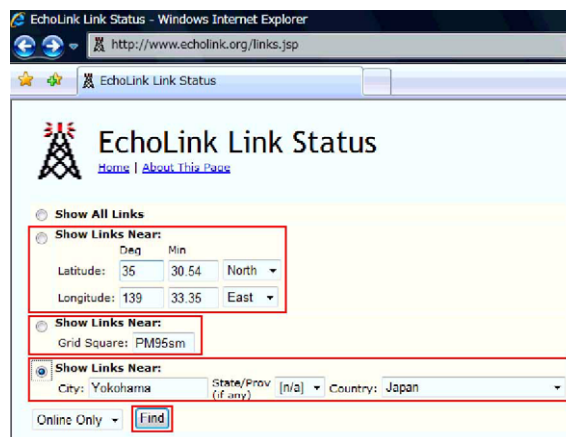 EchoLink Link Status - Windows Internet Explorer
http://www.echolink.org/links.jsp
EchoLink Link Status
EchoLink Link Status
Home | About This Page
Show All Links
Show Links Near:
Deg Min
Latitude: 35 30.54 North
Longitude: 139 33.35 East
Show Links Near:
Grid Square: PM95sm
Show Links Near:
City: Yokohama State/Prov (if any) [n/a] Country: Japan
Online Only Find